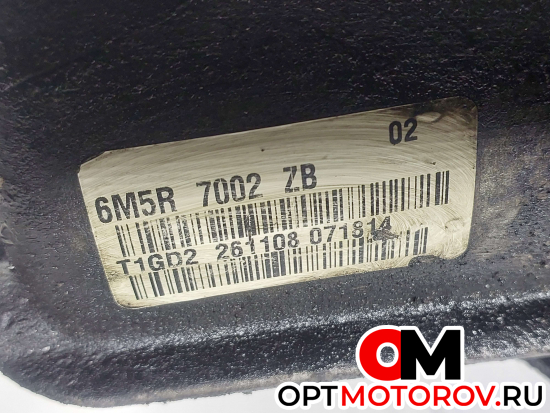 02
6M5R 7002 ZB
T1GD2 261108 071814
OM
OPTMOTOROV.RU